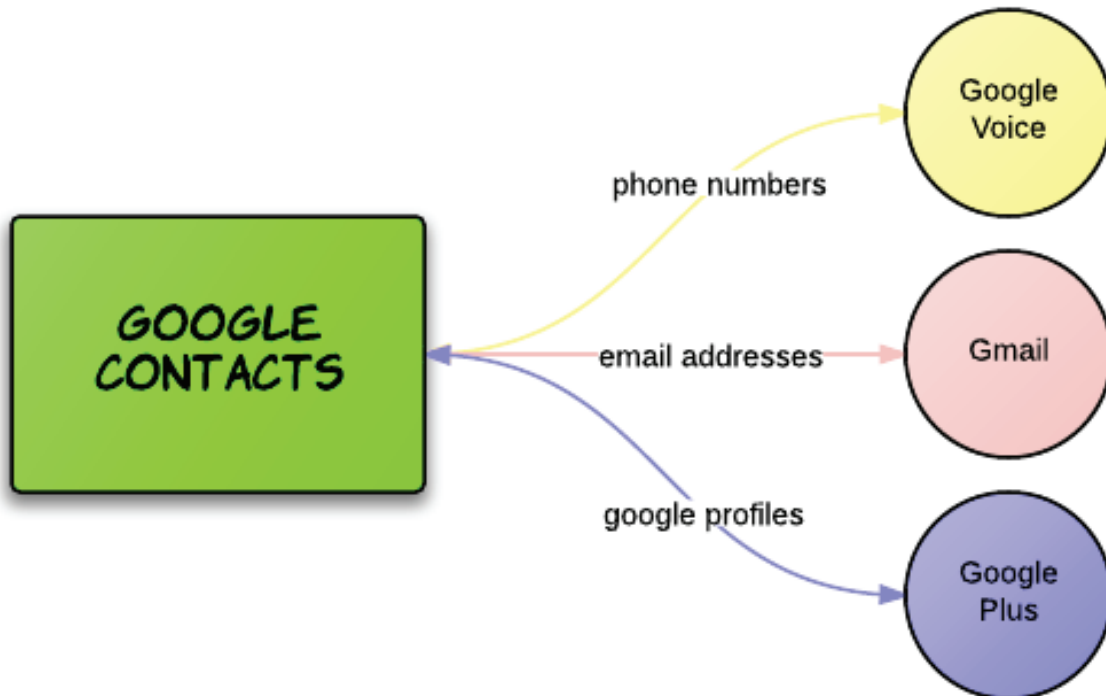 GOOGLE
CONTACTS
phone numbers
email addresses
google profiles
Google
Voice
Gmail
Google
Plus